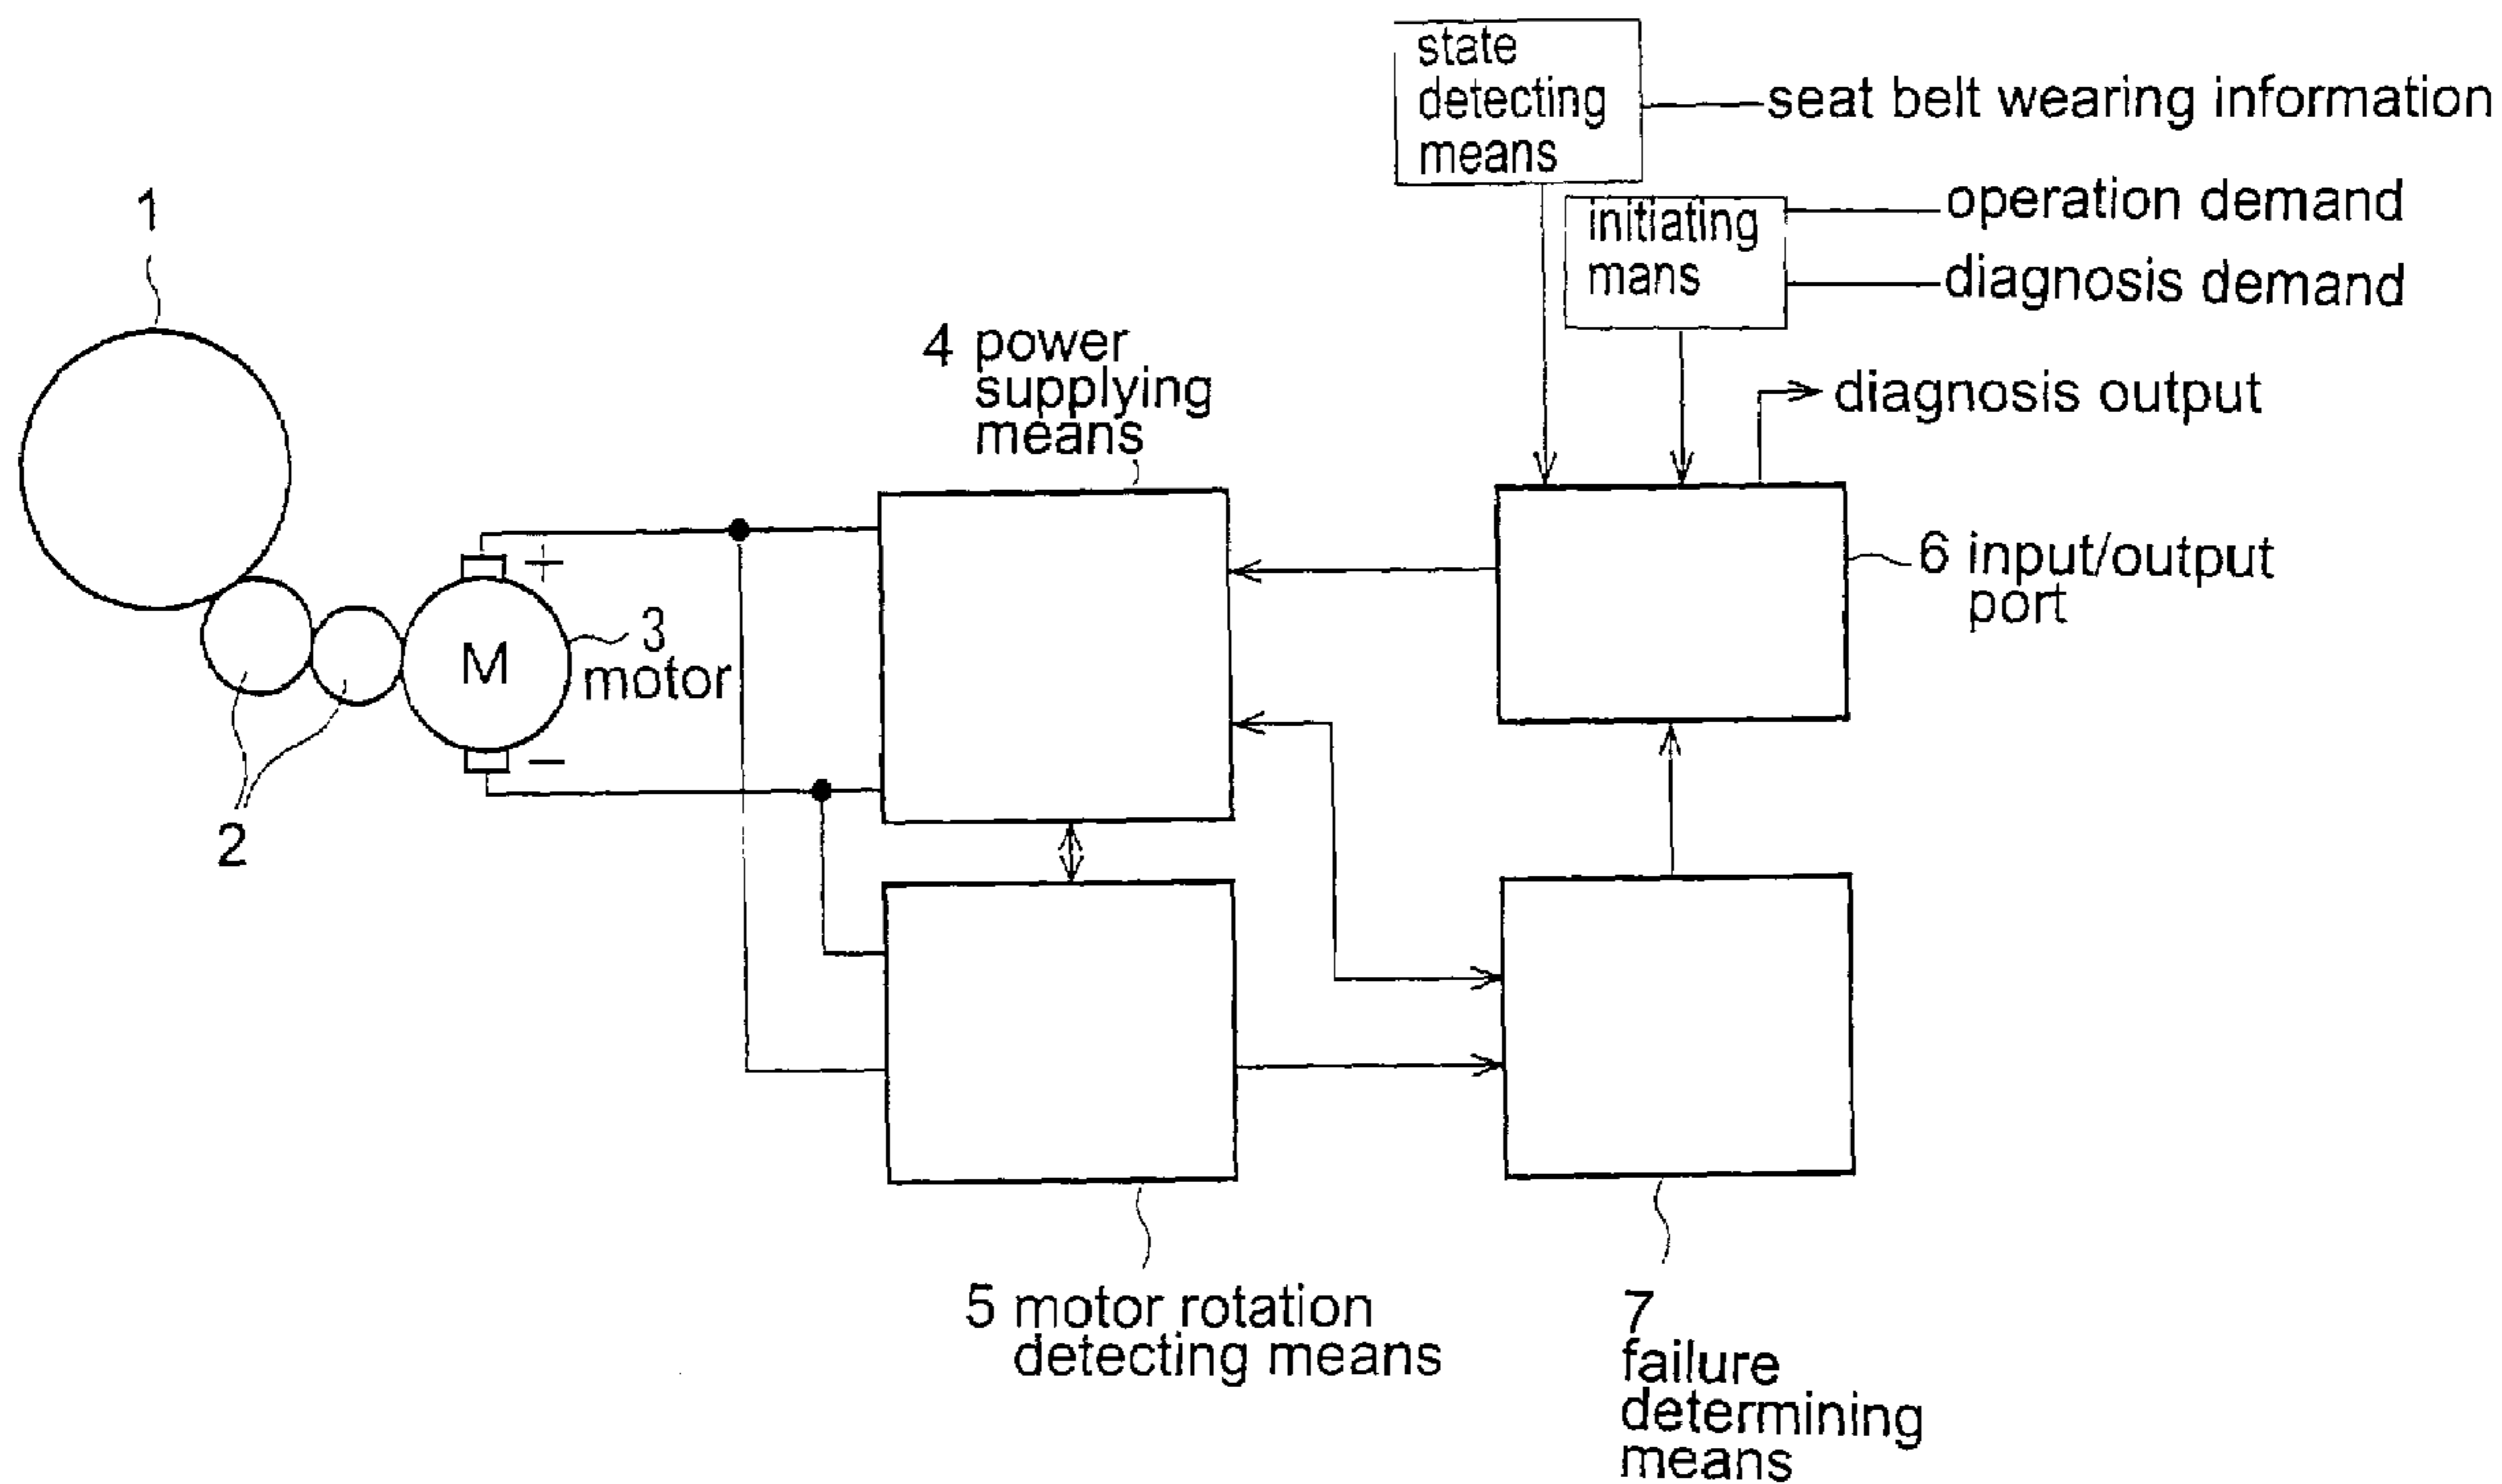 state
detecting
means
seat belt wearing information
initiating
mans
operation demand
diagnosis demand
diagnosis output
1
4 power
supplying
means
6 input/output
port
+
M
3
motor
−
2
5 motor rotation
detecting means
7
failure
determining
means